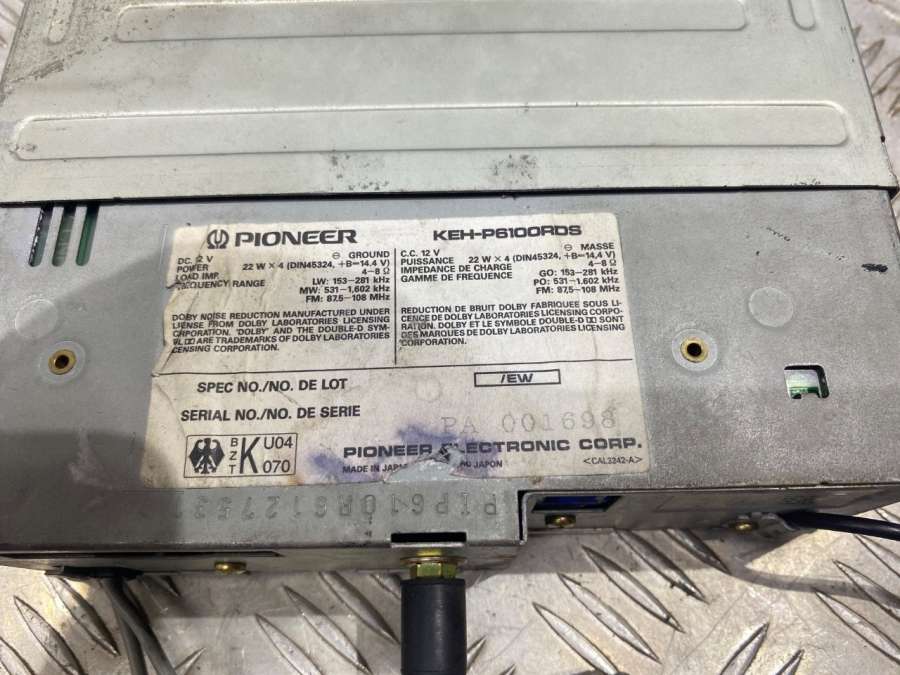 PIONEER
KEH-P6100RDS
DC. 12 V ⊖ GROUND
POWER 22 W × 4 (DIN45324, +B=14,4 V)
LOAD IMP. 4~8 Ω
FREQUENCY RANGE LW: 153~281 kHz
MW: 531~1,602 kHz
FM: 87,5~108 MHz
DOBY NOISE REDUCTION MANUFACTURED UNDER
LICENSE FROM DOLBY LABORATORIES LICENSING
CORPORATION. "DOLBY" AND THE DOUBLE-D SYM-
ARE TRADEMARKS OF DOLBY LABORATORIES
CENSING CORPORATION.
C.C. 12 V ⊖ MASSE
PUISSANCE 22 W × 4 (DIN45324, +B=14,4 V)
IMPEDANCE DE CHARGE 4~8 Ω
GAMME DE FREQUENCE GO: 153~281 kHz
PO: 531~1.602 kHz
FM: 87,5~108 MHz
REDUCTION DE BRUIT DOLBY FABRIQUEE SOUS LI-
CENCE DE DOLBY LABORATORIES LICENSING CORPO-
RATION. DOLBY ET LE SYMBOLE DOUBLE-D SONT
DES MARQUES DE DOLBY LABORATORIES LICENSING
CORPORATION.
SPEC NO./NO. DE LOT /EW
SERIAL NO./NO. DE SERIE PA 001698
BZT K U04 070
PIONEER ELECTRONIC CORP.
MADE IN JAPAN JAPON <CAL3242-A>